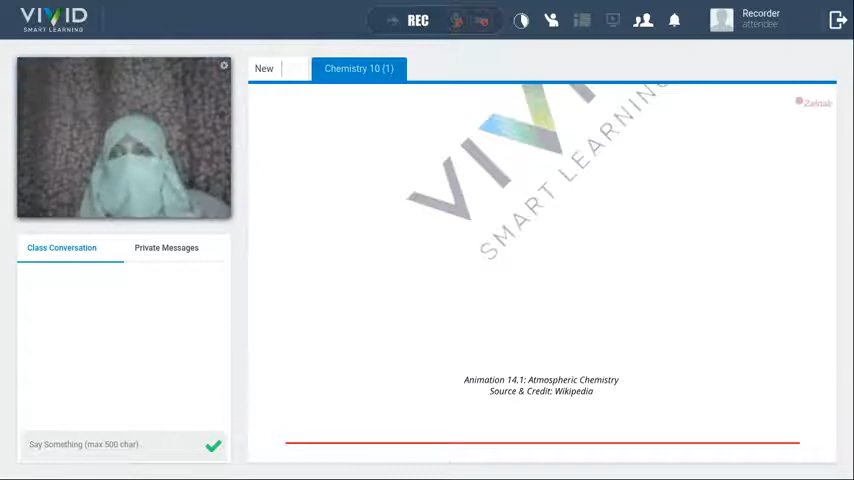 VIVID
SMART LEARNING
REC
Recorder
attendee
New
Chemistry 10 (1)
VIVI
SMART LEARNING
Class Conversation
Private Messages
Animation 14.1: Atmospheric Chemistry
Source & Credit: Wikipedia
Say Something (max 500 char)